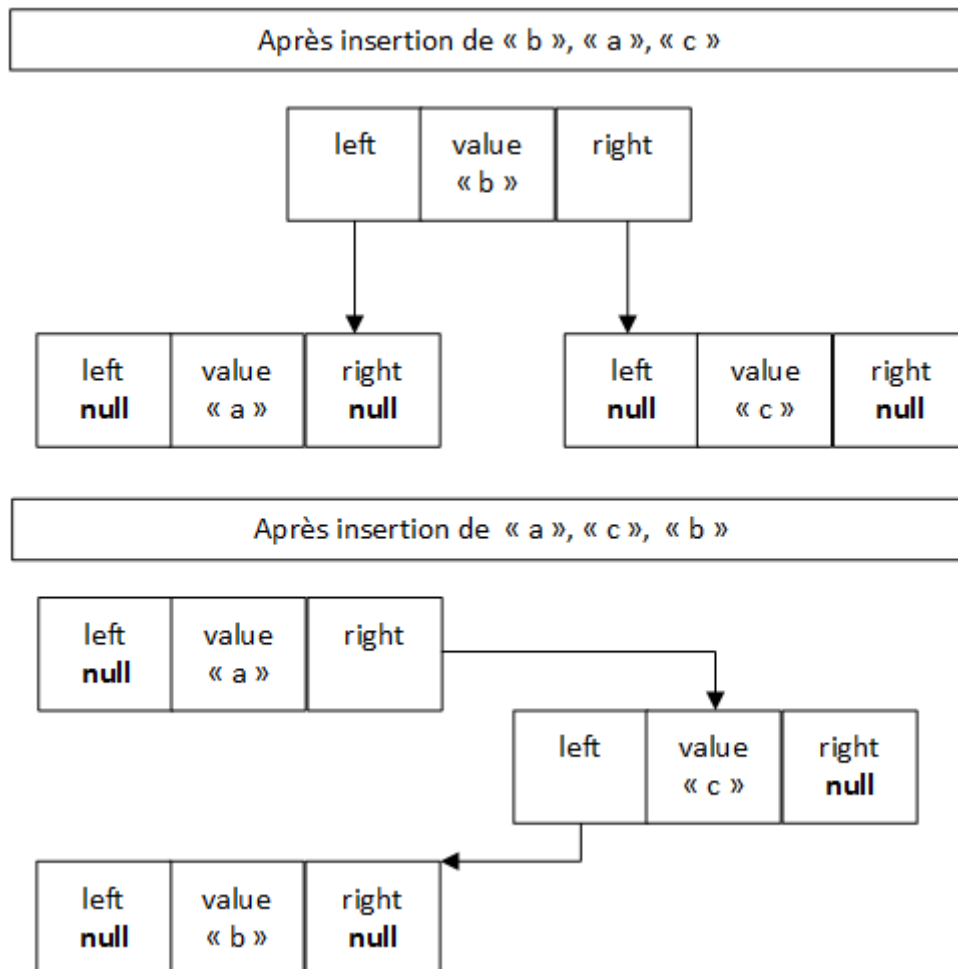 Après insertion de « b », « a », « c »
left value right
« b »
left value right left value right
null « a » null null « c » null
Après insertion de « a », « c », « b »
left value right
null « a »
left value right
« c » null
left value right
null « b » null